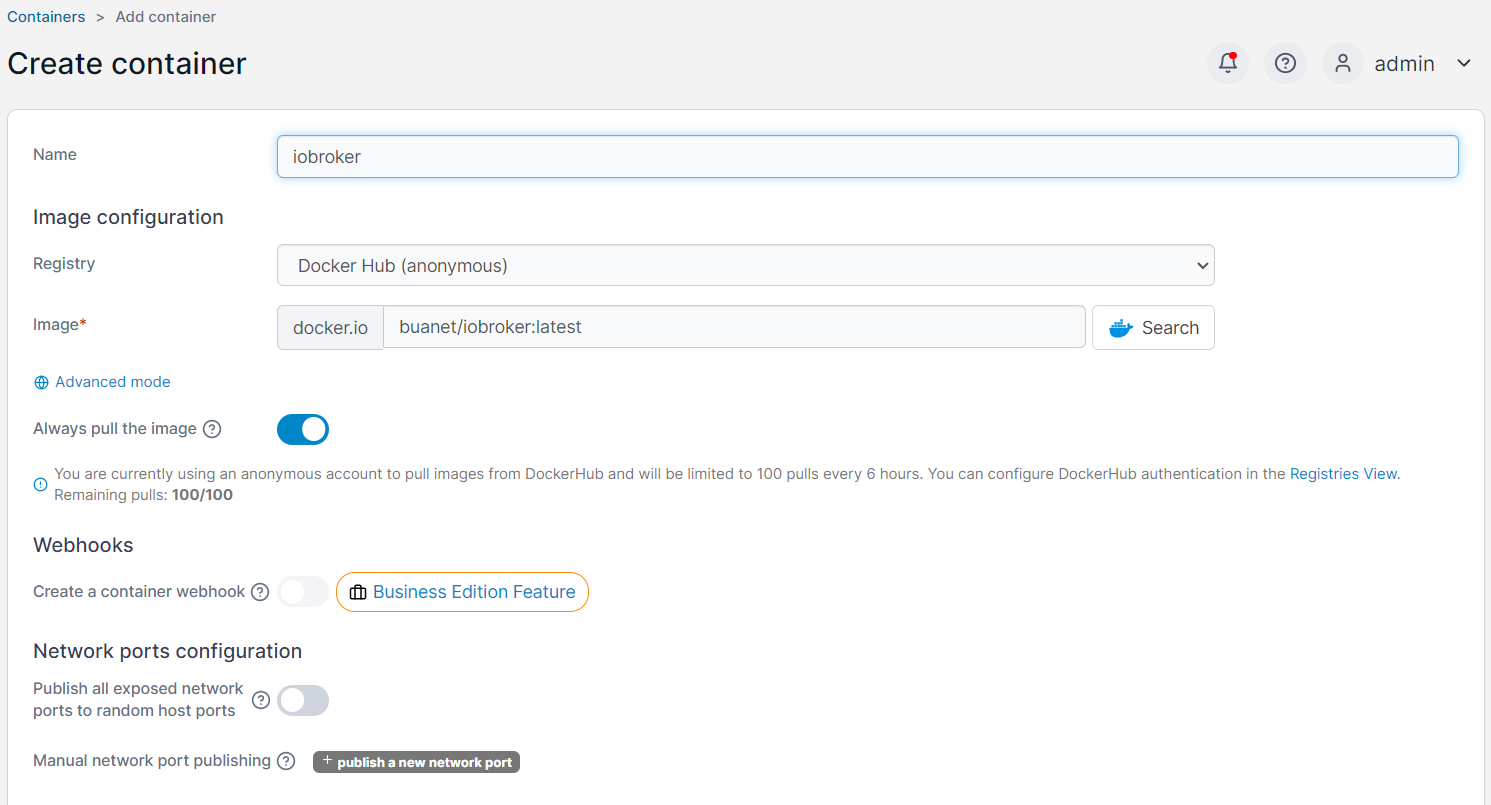 Containers > Add container
Create container
admin
Name
iobroker
Image configuration
Registry
Docker Hub (anonymous)
Image*
docker.io
buanet/iobroker:latest
Search
Advanced mode
Always pull the image
You are currently using an anonymous account to pull images from DockerHub and will be limited to 100 pulls every 6 hours. You can configure DockerHub authentication in the Registries View.
Remaining pulls: 100/100
Webhooks
Create a container webhook
Business Edition Feature
Network ports configuration
Publish all exposed network
ports to random host ports
Manual network port publishing
+ publish a new network port